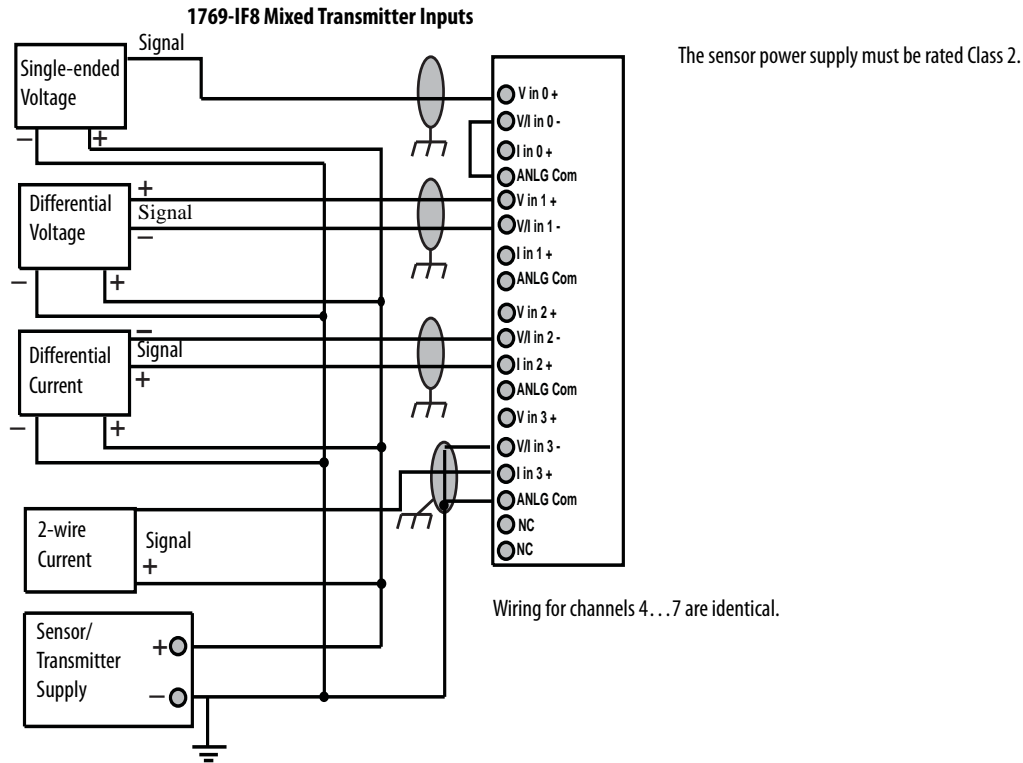 1769-IF8 Mixed Transmitter Inputs
The sensor power supply must be rated Class 2.
Signal
Single-ended
Voltage
− +
Differential
Voltage
+
Signal
−
− +
Differential
Current
−
Signal
+
− +
2-wire
Current
Signal
+
Sensor/
Transmitter
Supply
+
−
V in 0 +
V/I in 0 -
I in 0 +
ANLG Com
V in 1 +
V/I in 1 -
I in 1 +
ANLG Com
V in 2 +
V/I in 2 -
I in 2 +
ANLG Com
V in 3 +
V/I in 3 -
I in 3 +
ANLG Com
NC
NC
Wiring for channels 4…7 are identical.